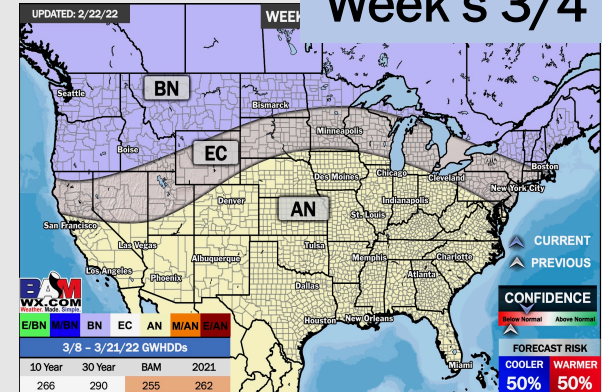 UPDATED: 2/22/22
WEEK
Week's 3/4
BN
Seattle
Bismarck
Minneapolis
Boise
EC
Boston
Chicago
Cleveland
Des Moines
New York City
Denver
Indianapolis
AN
St. Louis
San Francisco
Las Vegas
Tulsa
Memphis
Charlotte
Albuquerque
Los Angeles
Phoenix
Atlanta
Dallas
Houston
New Orleans
Miami
CURRENT
PREVIOUS
CONFIDENCE
Below Normal Above Normal
FORECAST RISK
COOLER WARMER
50% 50%
BAM
WX.COM
Weather. Made. Simple.
E/BN M/BN BN EC AN M/AN E/AN
3/8 – 3/21/22 GWHDDs
10 Year 30 Year BAM 2021
266 290 255 262